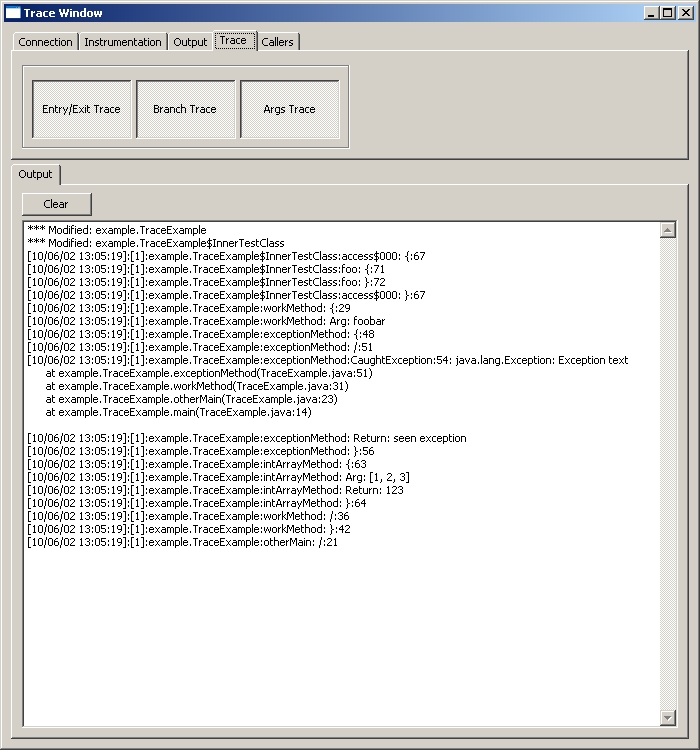 Trace Window
Connection Instrumentation Output Trace Callers
Entry/Exit Trace Branch Trace Args Trace
Output
Clear
*** Modified: example.TraceExample
*** Modified: example.TraceExample$InnerTestClass
[10/06/02 13:05:19]:[1]:example.TraceExample$InnerTestClass:access$000: {:67
[10/06/02 13:05:19]:[1]:example.TraceExample$InnerTestClass:foo: {:71
[10/06/02 13:05:19]:[1]:example.TraceExample$InnerTestClass:foo: }:72
[10/06/02 13:05:19]:[1]:example.TraceExample$InnerTestClass:access$000: }:67
[10/06/02 13:05:19]:[1]:example.TraceExample:workMethod: {:29
[10/06/02 13:05:19]:[1]:example.TraceExample:workMethod: Arg: foobar
[10/06/02 13:05:19]:[1]:example.TraceExample:exceptionMethod: {:48
[10/06/02 13:05:19]:[1]:example.TraceExample:exceptionMethod: /:51
[10/06/02 13:05:19]:[1]:example.TraceExample:exceptionMethod:CaughtException:54: java.lang.Exception: Exception text
at example.TraceExample.exceptionMethod(TraceExample.java:51)
at example.TraceExample.workMethod(TraceExample.java:31)
at example.TraceExample.otherMain(TraceExample.java:23)
at example.TraceExample.main(TraceExample.java:14)
[10/06/02 13:05:19]:[1]:example.TraceExample:exceptionMethod: Return: seen exception
[10/06/02 13:05:19]:[1]:example.TraceExample:exceptionMethod: }:56
[10/06/02 13:05:19]:[1]:example.TraceExample:intArrayMethod: {:63
[10/06/02 13:05:19]:[1]:example.TraceExample:intArrayMethod: Arg: [1, 2, 3]
[10/06/02 13:05:19]:[1]:example.TraceExample:intArrayMethod: Return: 123
[10/06/02 13:05:19]:[1]:example.TraceExample:intArrayMethod: }:64
[10/06/02 13:05:19]:[1]:example.TraceExample:workMethod: /:36
[10/06/02 13:05:19]:[1]:example.TraceExample:workMethod: }:42
[10/06/02 13:05:19]:[1]:example.TraceExample:otherMain: /:21